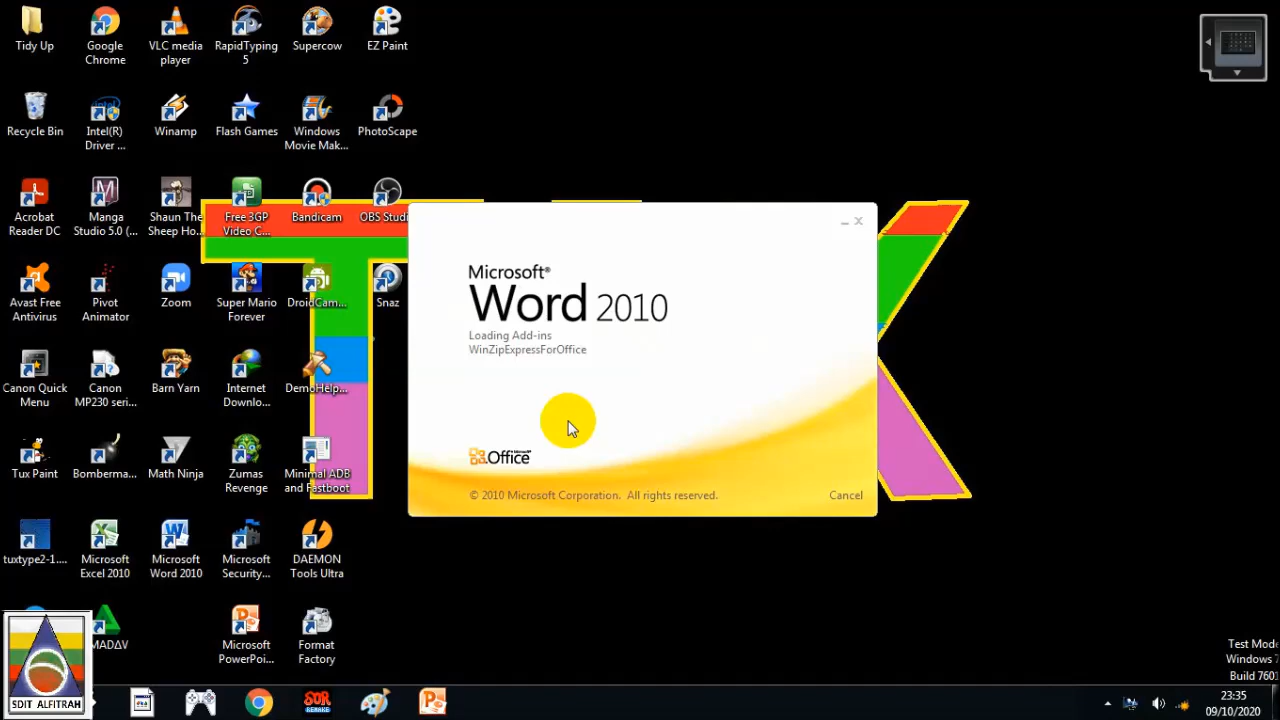 Tidy Up
Google
Chrome
VLC media
player
RapidTyping
5
Supercow
EZ Paint
Recycle Bin
Intel(R)
Driver ...
Winamp
Flash Games
Windows
Movie Mak...
PhotoScape
Acrobat
Reader DC
Manga
Studio 5.0 (...
Shaun The
Sheep Ho...
Free 3GP
Video C...
Bandicam
OBS Studi
Avast Free
Antivirus
Pivot
Animator
Zoom
Super Mario
Forever
DroidCam...
Snaz
Canon Quick
Menu
Canon
MP230 seri...
Barn Yarn
Internet
Downlo...
DemoHelp...
Tux Paint
Bomberma...
Math Ninja
Zumas
Revenge
Minimal ADB
and Fastboot
tuxtype2-1....
Microsoft
Excel 2010
Microsoft
Word 2010
Microsoft
Security...
DAEMON
Tools Ultra
MADΔV
Microsoft
PowerPoi...
Format
Factory
Microsoft®
Word 2010
Loading Add-ins
WinZipExpressForOffice
Microsoft®
Office
© 2010 Microsoft Corporation. All rights reserved.
Cancel
T K
SDIT ALFITRAH
SOR
REMAKE
Test Mod
Windows 7
Build 7601
23:35
09/10/2020